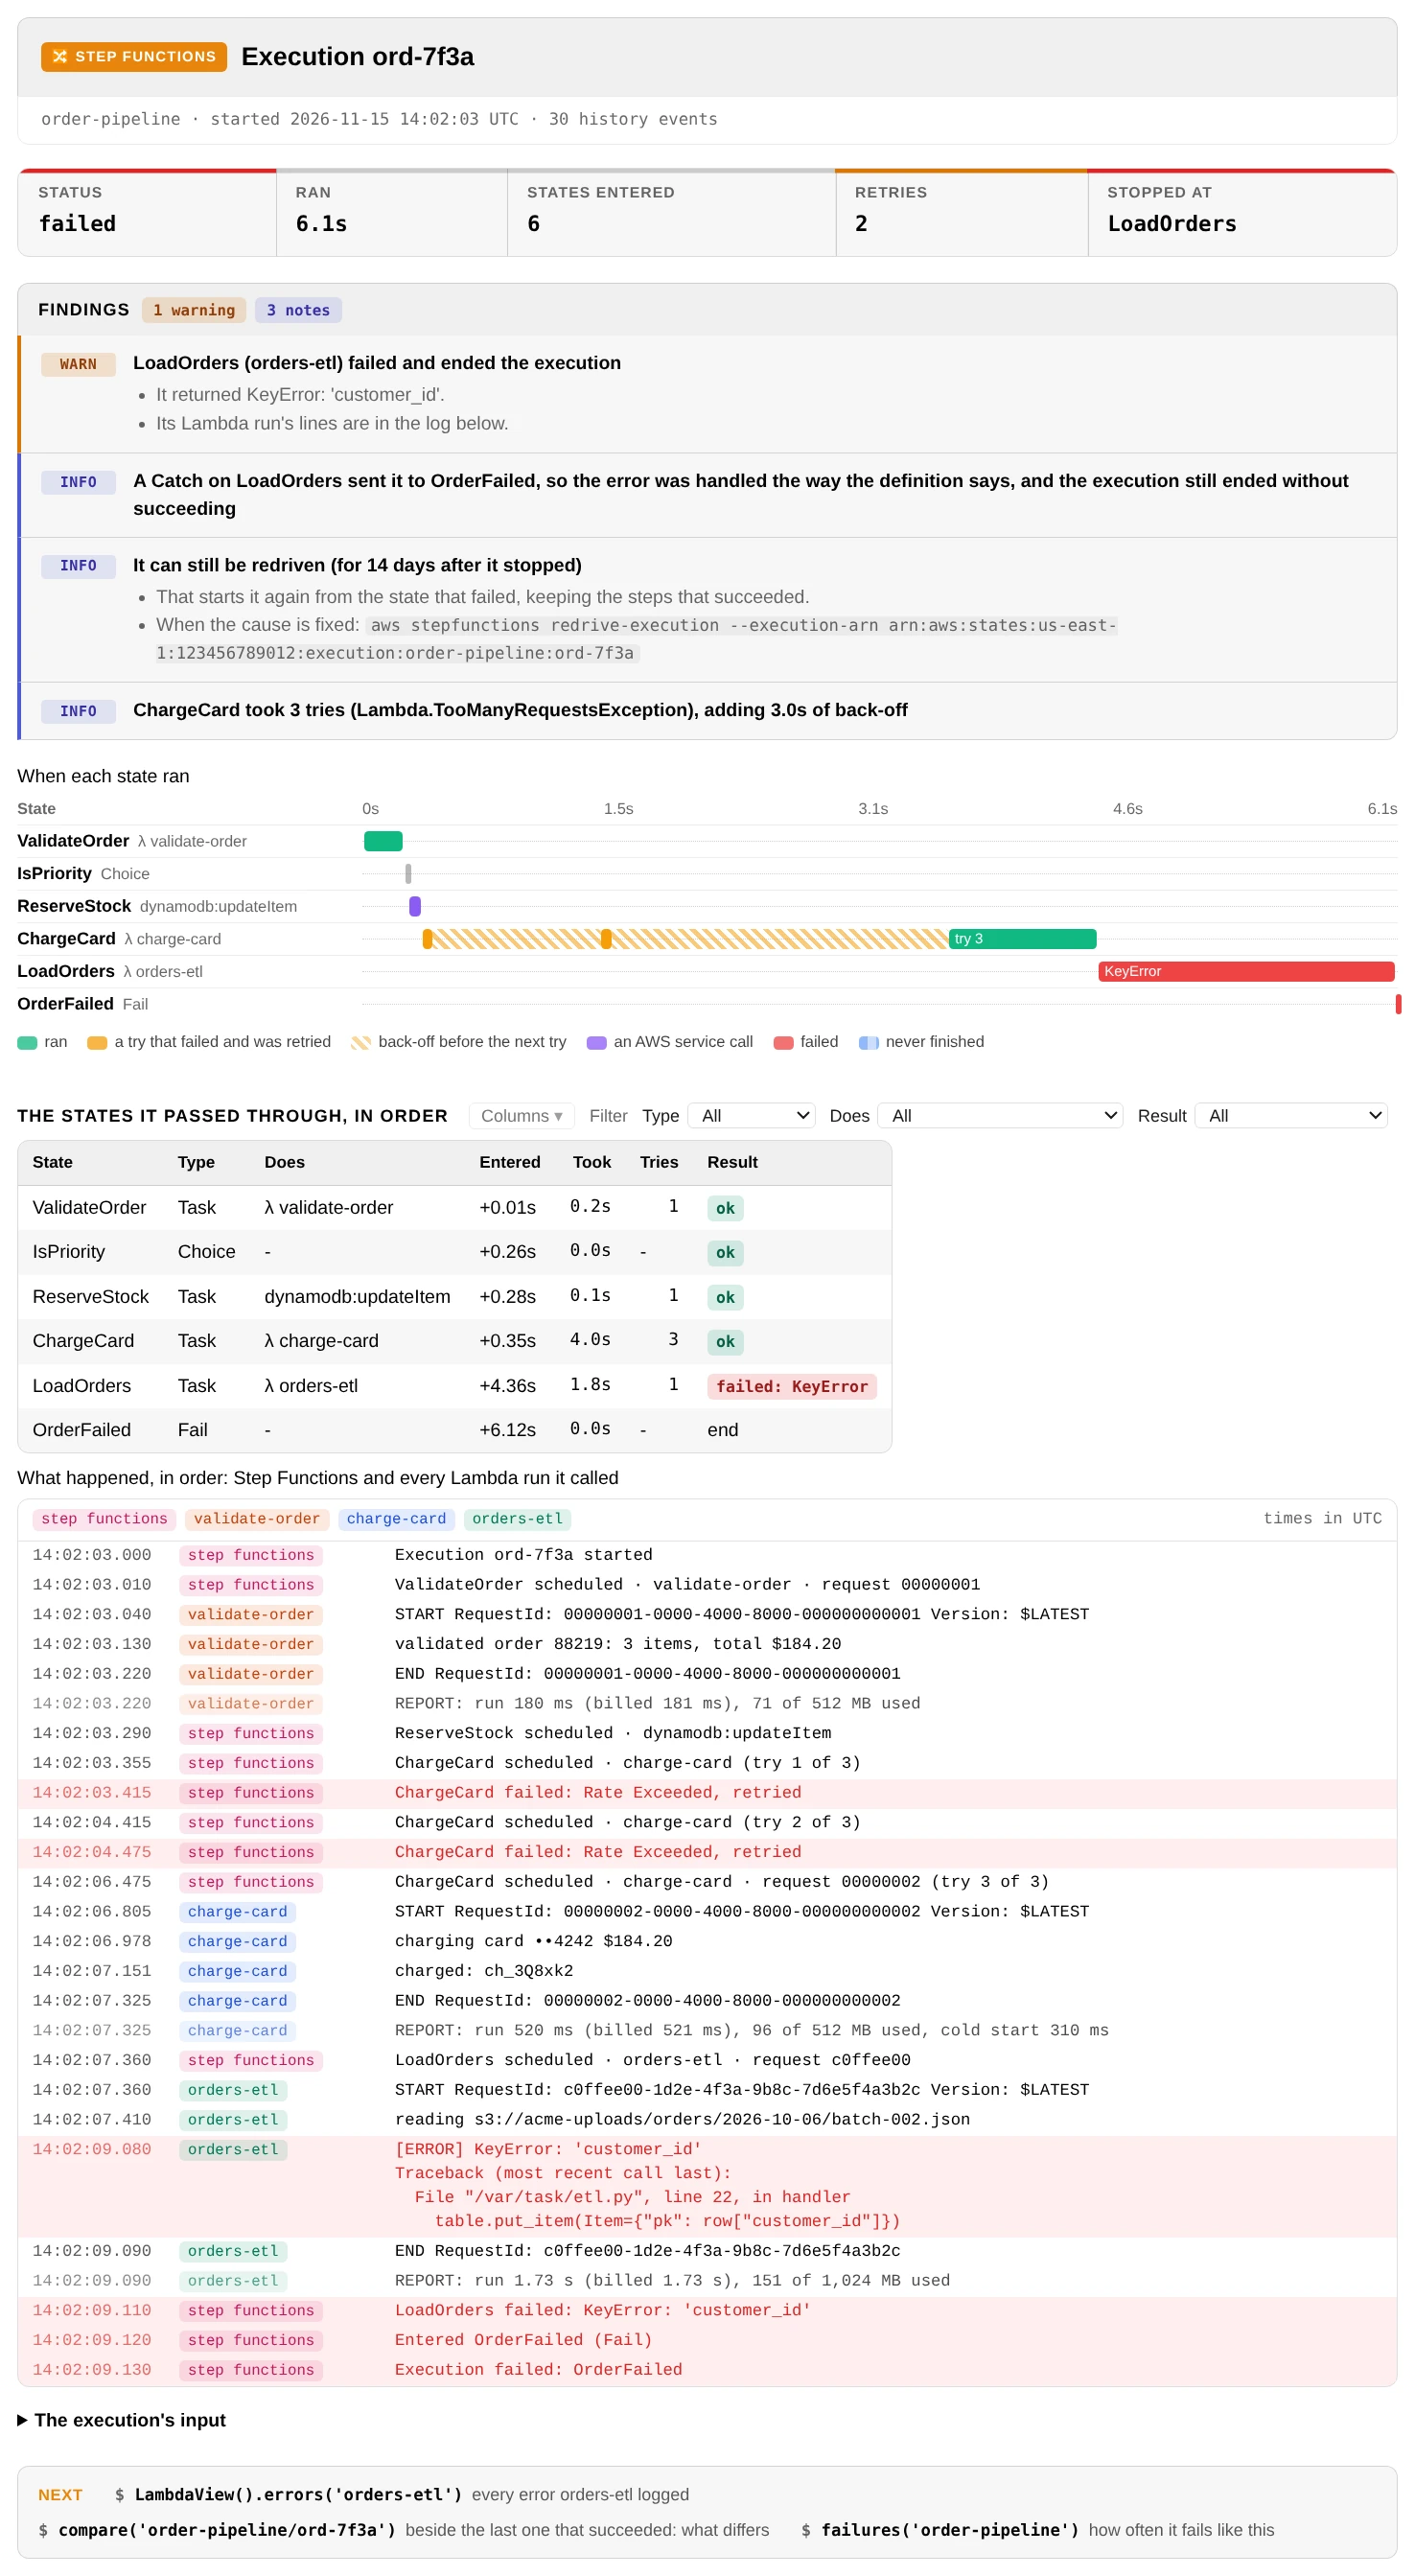 STEP FUNCTIONS Execution ord-7f3a
order-pipeline · started 2026-11-15 14:02:03 UTC · 30 history events
STATUS RAN STATES ENTERED RETRIES STOPPED AT
failed 6.1s 6 2 LoadOrders
FINDINGS 1 warning 3 notes
WARN LoadOrders (orders-etl) failed and ended the execution
• It returned KeyError: 'customer_id'.
• Its Lambda run's lines are in the log below.
INFO A Catch on LoadOrders sent it to OrderFailed, so the error was handled the way the definition says, and the execution still ended without
succeeding
INFO It can still be redriven (for 14 days after it stopped)
• That starts it again from the state that failed, keeping the steps that succeeded.
• When the cause is fixed: aws stepfunctions redrive-execution --execution-arn arn:aws:states:us-east-
1:123456789012:execution:order-pipeline:ord-7f3a
INFO ChargeCard took 3 tries (Lambda.TooManyRequestsException), adding 3.0s of back-off
When each state ran
State 0s 1.5s 3.1s 4.6s 6.1s
ValidateOrder λ validate-order
IsPriority Choice
ReserveStock dynamodb:updateItem
ChargeCard λ charge-card try 3
LoadOrders λ orders-etl KeyError
OrderFailed Fail
ran a try that failed and was retried back-off before the next try an AWS service call failed never finished
THE STATES IT PASSED THROUGH, IN ORDER Columns ▾ Filter Type All Does All Result All
State Type Does Entered Took Tries Result
ValidateOrder Task λ validate-order +0.01s 0.2s 1 ok
IsPriority Choice - +0.26s 0.0s - ok
ReserveStock Task dynamodb:updateItem +0.28s 0.1s 1 ok
ChargeCard Task λ charge-card +0.35s 4.0s 3 ok
LoadOrders Task λ orders-etl +4.36s 1.8s 1 failed: KeyError
OrderFailed Fail - +6.12s 0.0s - end
What happened, in order: Step Functions and every Lambda run it called
step functions validate-order charge-card orders-etl times in UTC
14:02:03.000 step functions Execution ord-7f3a started
14:02:03.010 step functions ValidateOrder scheduled · validate-order · request 00000001
14:02:03.040 validate-order START RequestId: 00000001-0000-4000-8000-000000000001 Version: $LATEST
14:02:03.130 validate-order validated order 88219: 3 items, total $184.20
14:02:03.220 validate-order END RequestId: 00000001-0000-4000-8000-000000000001
14:02:03.220 validate-order REPORT: run 180 ms (billed 181 ms), 71 of 512 MB used
14:02:03.290 step functions ReserveStock scheduled · dynamodb:updateItem
14:02:03.355 step functions ChargeCard scheduled · charge-card (try 1 of 3)
14:02:03.415 step functions ChargeCard failed: Rate Exceeded, retried
14:02:04.415 step functions ChargeCard scheduled · charge-card (try 2 of 3)
14:02:04.475 step functions ChargeCard failed: Rate Exceeded, retried
14:02:06.475 step functions ChargeCard scheduled · charge-card · request 00000002 (try 3 of 3)
14:02:06.805 charge-card START RequestId: 00000002-0000-4000-8000-000000000002 Version: $LATEST
14:02:06.978 charge-card charging card ••4242 $184.20
14:02:07.151 charge-card charged: ch_3Q8xk2
14:02:07.325 charge-card END RequestId: 00000002-0000-4000-8000-000000000002
14:02:07.325 charge-card REPORT: run 520 ms (billed 521 ms), 96 of 512 MB used, cold start 310 ms
14:02:07.360 step functions LoadOrders scheduled · orders-etl · request c0ffee00
14:02:07.360 orders-etl START RequestId: c0ffee00-1d2e-4f3a-9b8c-7d6e5f4a3b2c Version: $LATEST
14:02:07.410 orders-etl reading s3://acme-uploads/orders/2026-10-06/batch-002.json
14:02:09.080 orders-etl [ERROR] KeyError: 'customer_id'
Traceback (most recent call last):
File "/var/task/etl.py", line 22, in handler
table.put_item(Item={"pk": row["customer_id"]})
14:02:09.090 orders-etl END RequestId: c0ffee00-1d2e-4f3a-9b8c-7d6e5f4a3b2c
14:02:09.090 orders-etl REPORT: run 1.73 s (billed 1.73 s), 151 of 1,024 MB used
14:02:09.110 step functions LoadOrders failed: KeyError: 'customer_id'
14:02:09.120 step functions Entered OrderFailed (Fail)
14:02:09.130 step functions Execution failed: OrderFailed
▶ The execution's input
NEXT $ LambdaView().errors('orders-etl') every error orders-etl logged
$ compare('order-pipeline/ord-7f3a') beside the last one that succeeded: what differs $ failures('order-pipeline') how often it fails like this